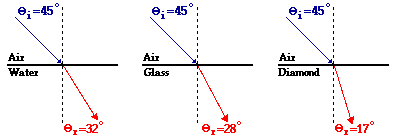 Θi=45°
Air
Water
Θr=32°
Θi=45°
Air
Glass
Θr=28°
Θi=45°
Air
Diamond
Θr=17°